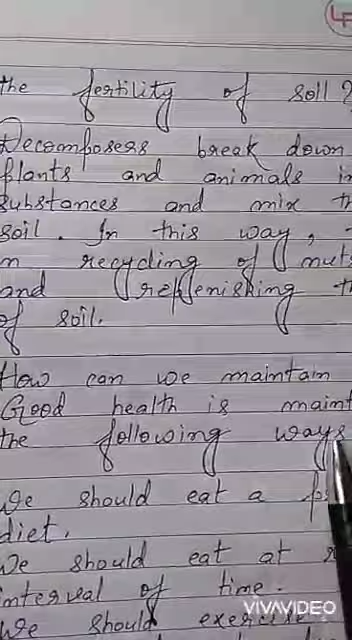 the fertility of soil?
Decomposers break down
plants and animals in
substances and mix th
soil. In this way, t
n recycling of nut
and replenishing th
of soil.
How can we maintain
Good health is maint
the following ways
We should eat a
diet.
We should eat at r
interval of time.
We should exercise
VIVAVIDEO